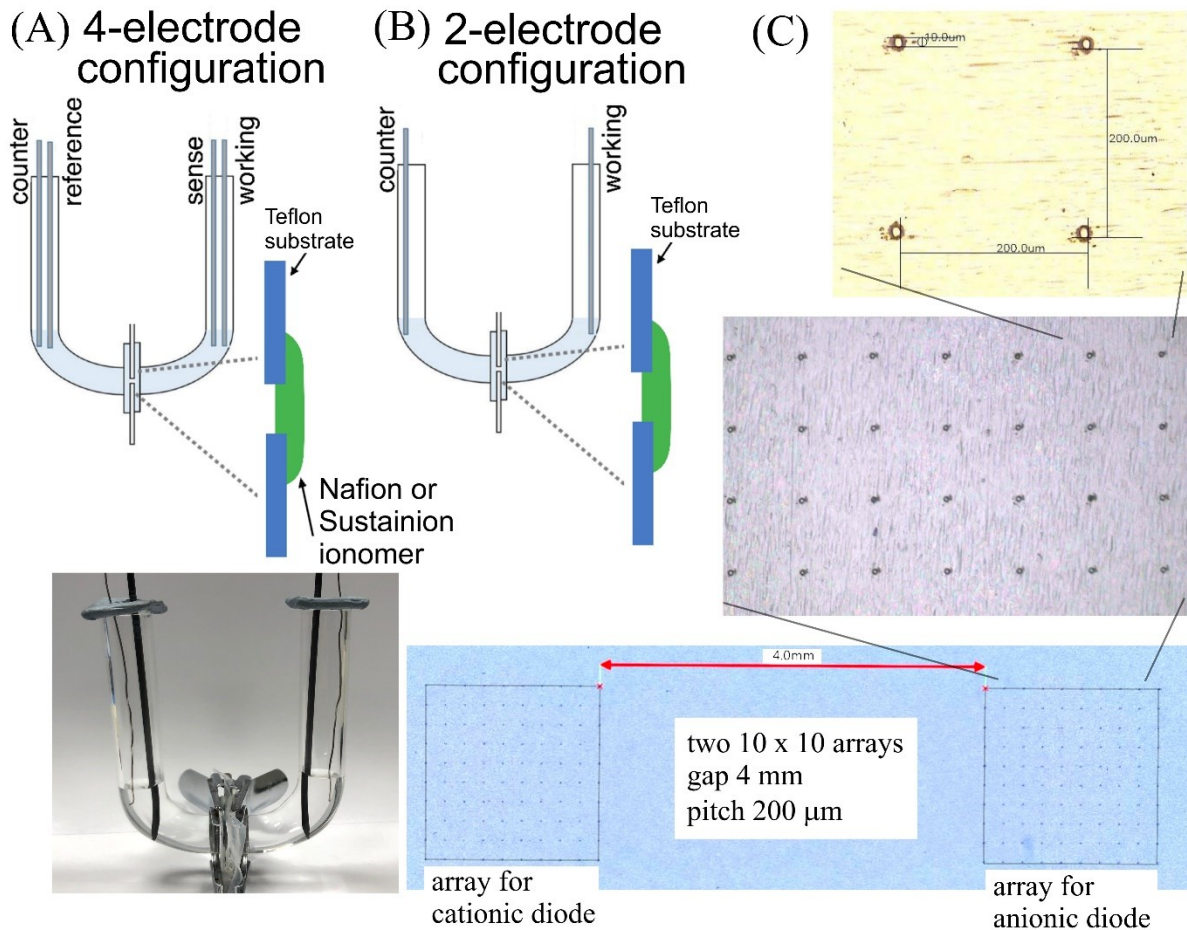 (A) 4-electrode
configuration
counter
reference
sense
working
Teflon
substrate
Nafion or
Sustainion
ionomer
(B) 2-electrode
configuration
counter
working
Teflon
substrate
(C)
10.0um
200.0um
200.0um
4.0mm
two 10 x 10 arrays
gap 4 mm
pitch 200 μm
array for
cationic diode
array for
anionic diode